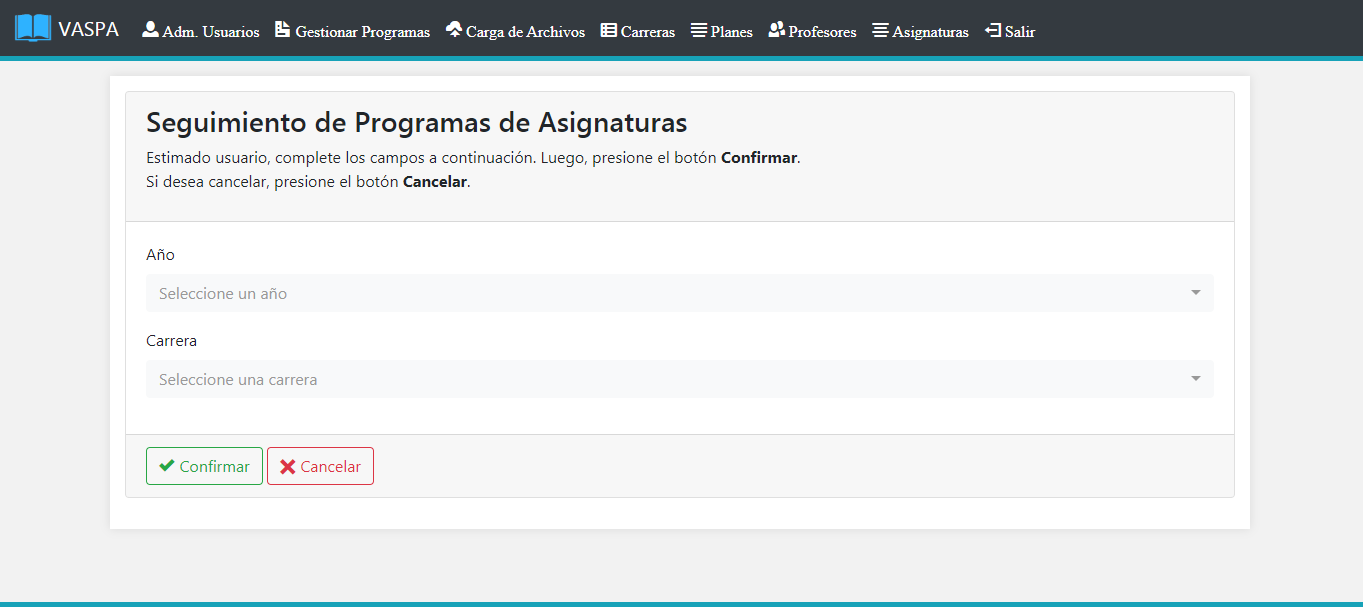 VASPA Adm. Usuarios Gestionar Programas Carga de Archivos Carreras Planes Profesores Asignaturas Salir
Seguimiento de Programas de Asignaturas
Estimado usuario, complete los campos a continuación. Luego, presione el botón Confirmar.
Si desea cancelar, presione el botón Cancelar.
Año
Seleccione un año
Carrera
Seleccione una carrera
Confirmar Cancelar